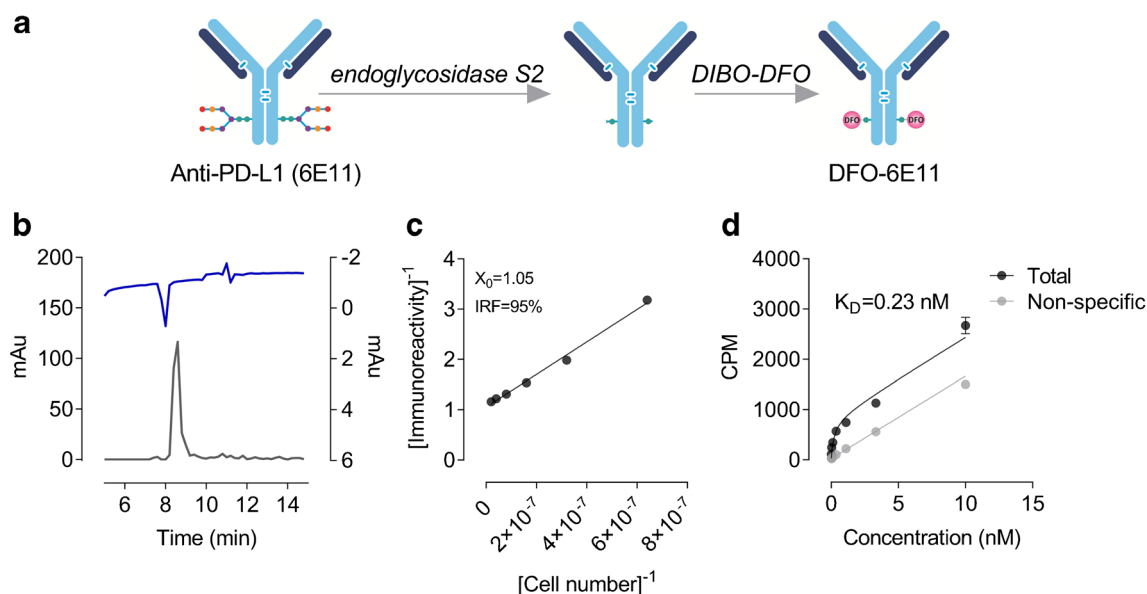 a
endoglycosidase S2
DIBO-DFO
DFO DFO
Anti-PD-L1 (6E11)
DFO-6E11
b
200
150
100
50
0
mAu
-2
0
2
4
6
mAu
6 8 10 12 14
Time (min)
c
X₀=1.05
IRF=95%
4
3
2
1
0
[Immunoreactivity]⁻¹
0
2×10⁻⁷
4×10⁻⁷
6×10⁻⁷
8×10⁻⁷
[Cell number]⁻¹
d
Total
Non-specific
K_D=0.23 nM
4000
3000
2000
1000
0
CPM
0 5 10 15
Concentration (nM)